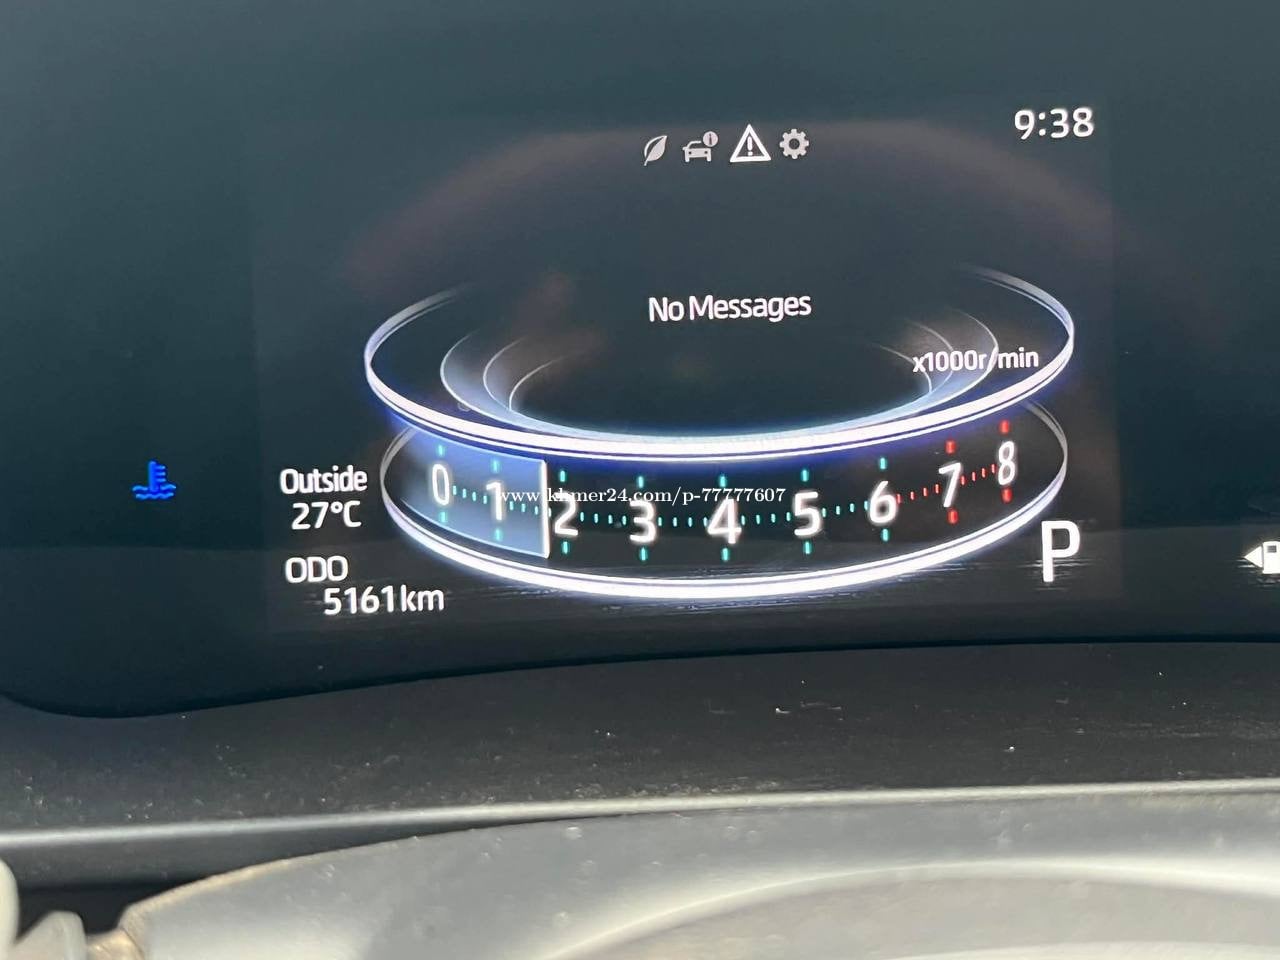 9:38
No Messages
x1000r/min
0 1 2 3 4 5 6 7 8
www.khmer24.com/p-77777607
Outside
27°C
ODO
5161km
P